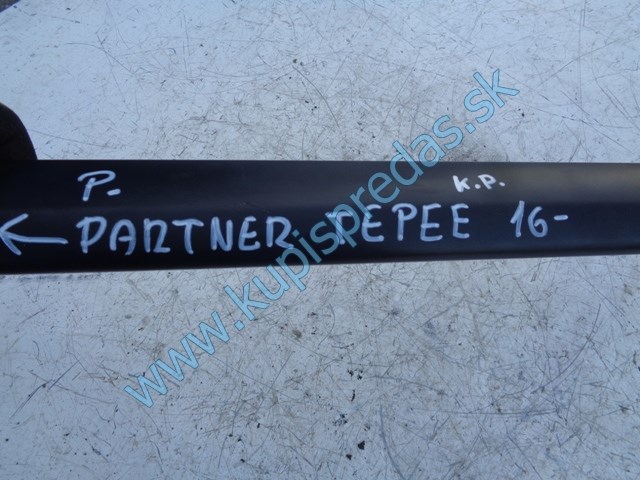 P- K.P.
← PARTNER TEPEE 16-
www.kupispredas.sk